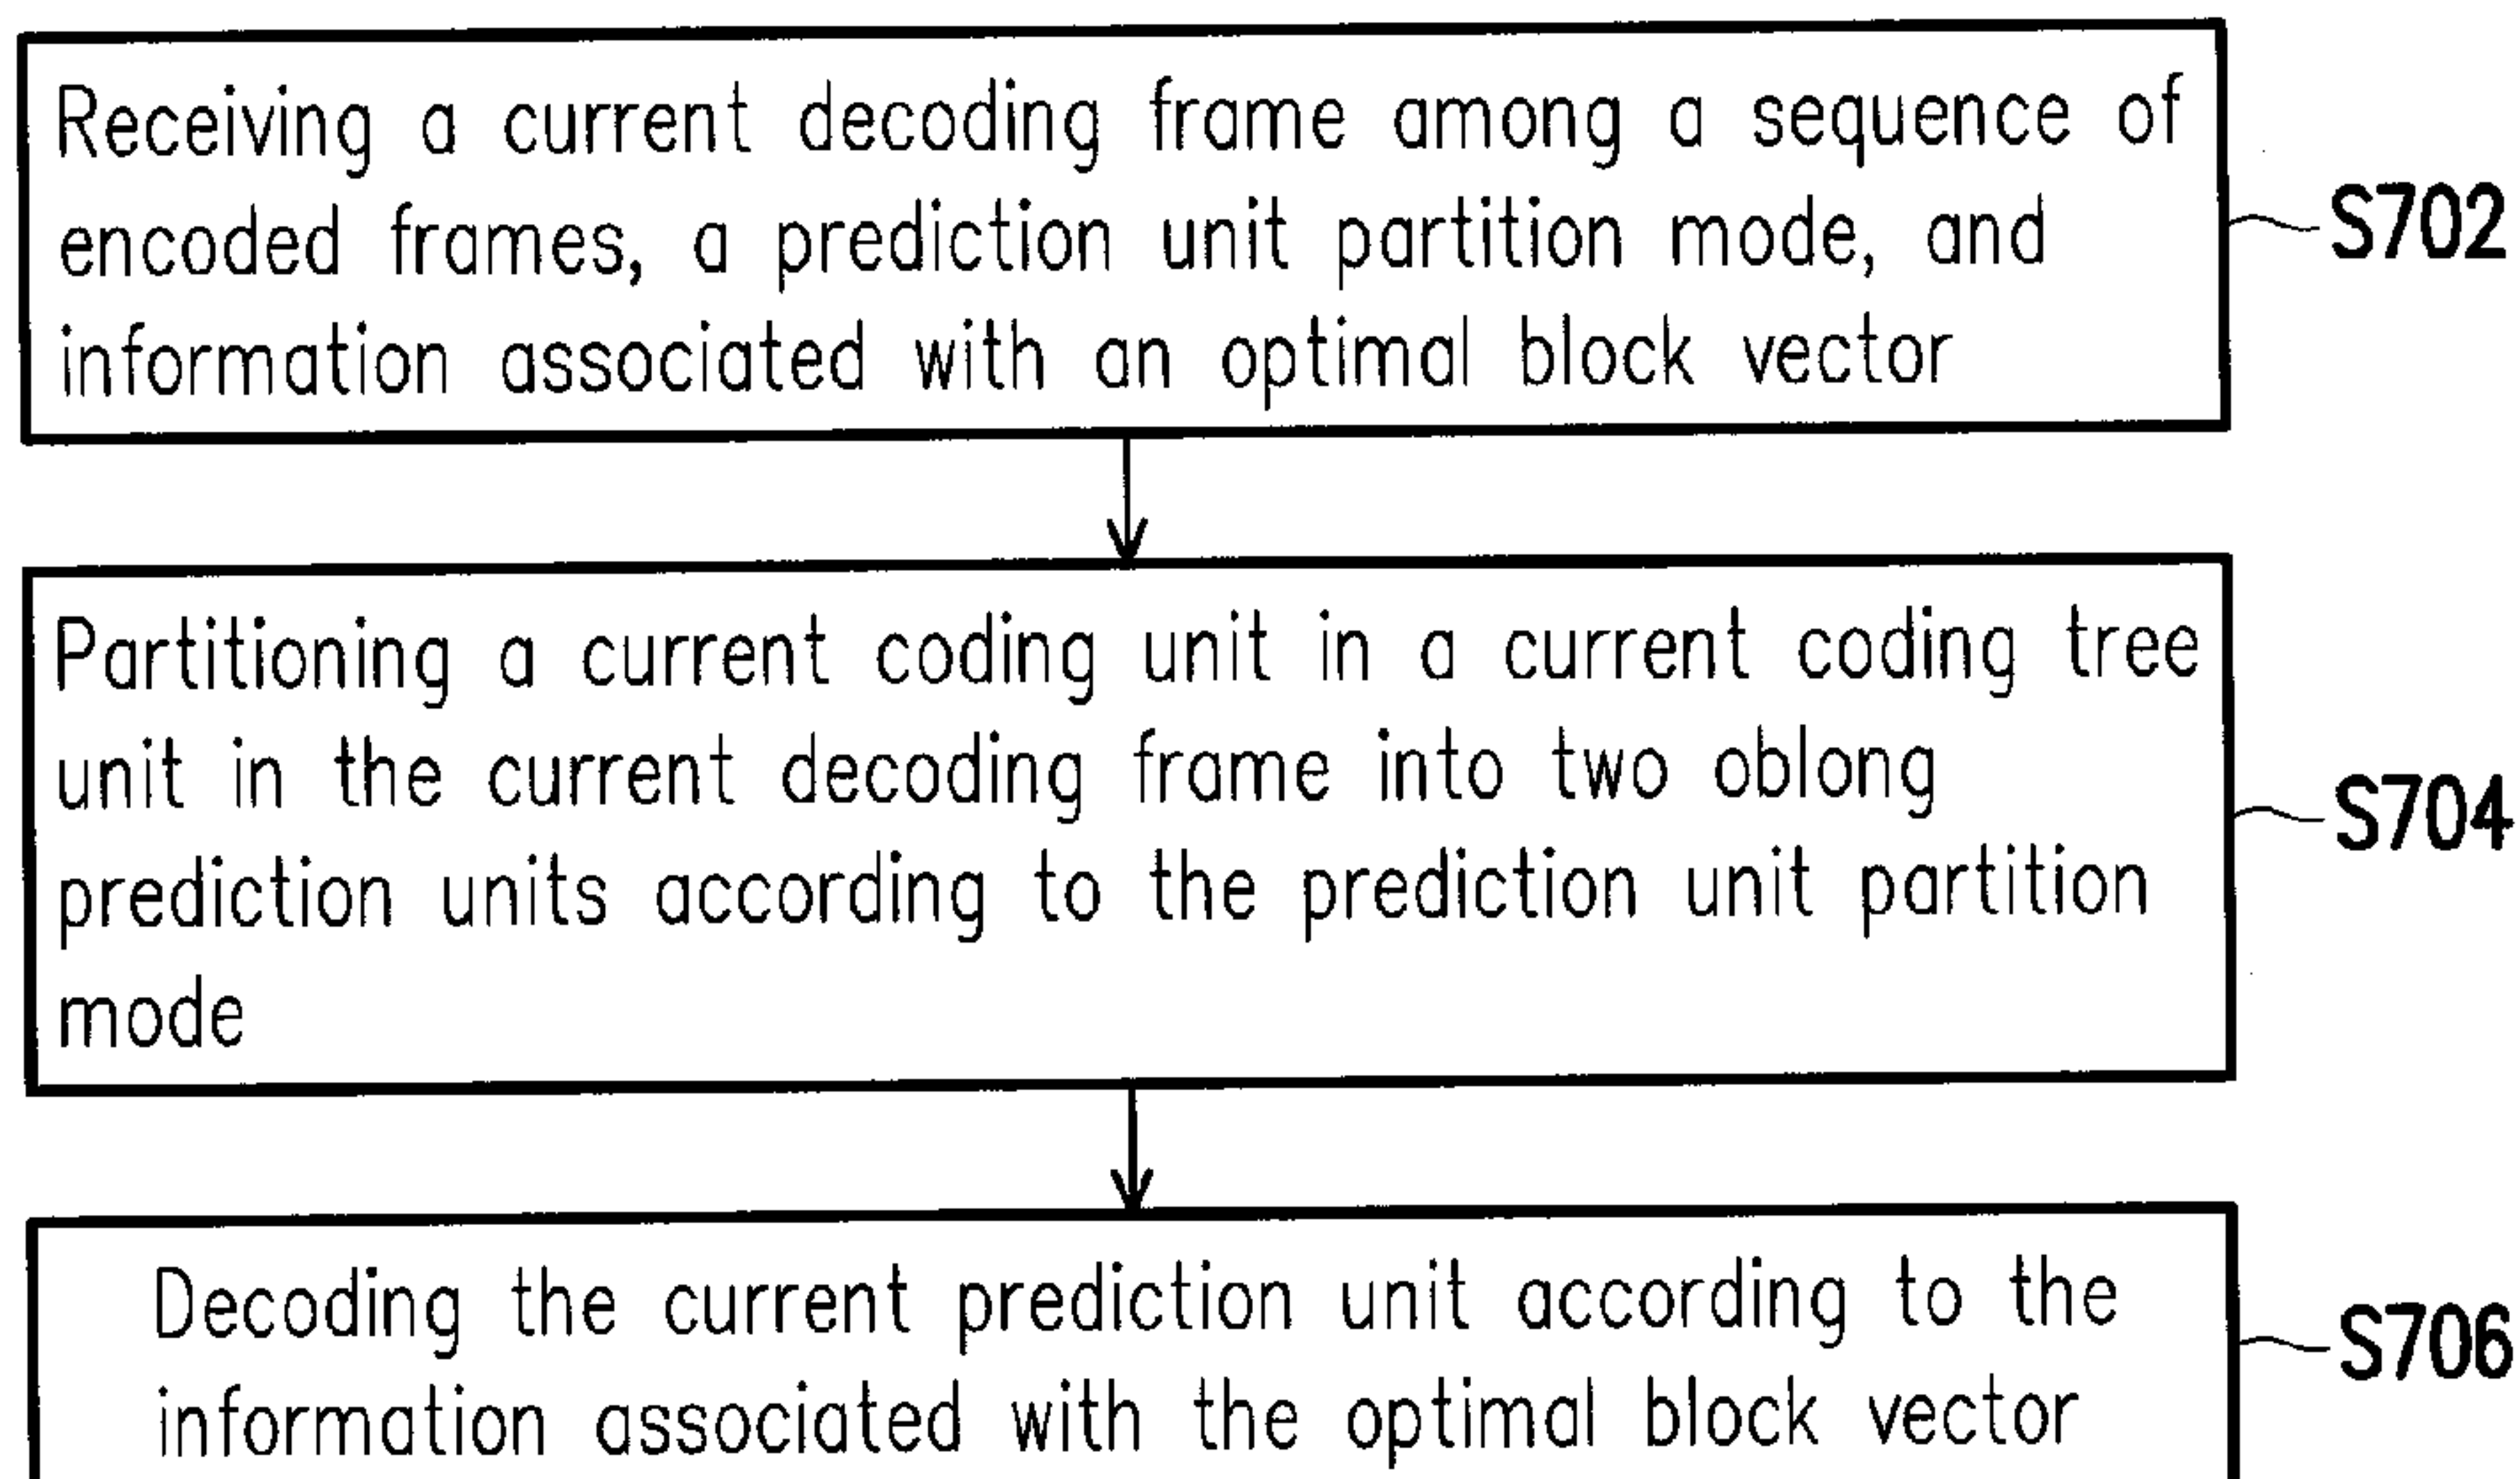 Receiving a current decoding frame among a sequence of
encoded frames, a prediction unit partition mode, and
information associated with an optimal block vector
S702
Partitioning a current coding unit in a current coding tree
unit in the current decoding frame into two oblong
prediction units according to the prediction unit partition
mode
S704
Decoding the current prediction unit according to the
information associated with the optimal block vector
S706